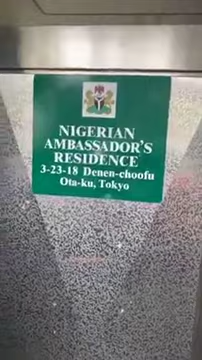 NIGERIAN
AMBASSADOR'S
RESIDENCE
3-23-18 Denen-choofu
Ota-ku, Tokyo